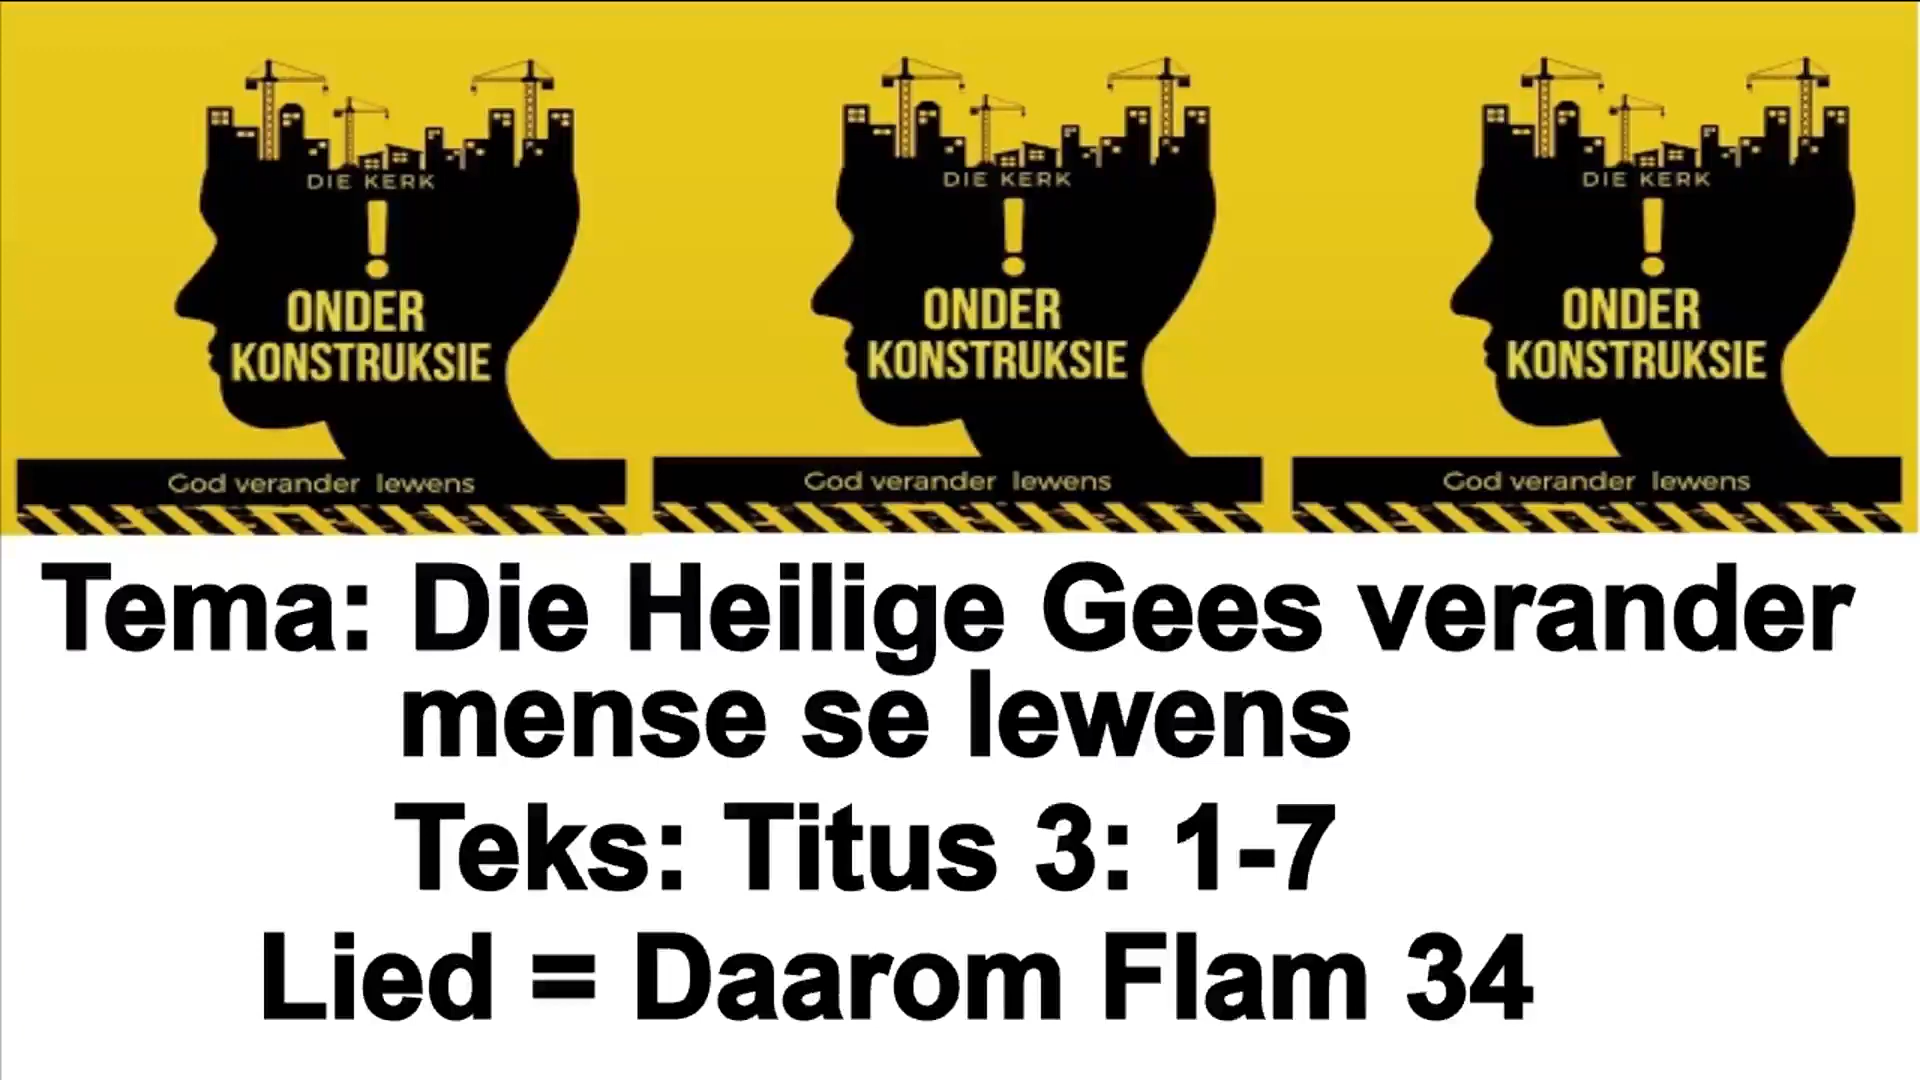 DIE KERK
!
ONDER
KONSTRUKSIE
God verander lewens
DIE KERK
!
ONDER
KONSTRUKSIE
God verander lewens
DIE KERK
!
ONDER
KONSTRUKSIE
God verander lewens
Tema: Die Heilige Gees verander
mense se lewens
Teks: Titus 3: 1-7
Lied = Daarom Flam 34